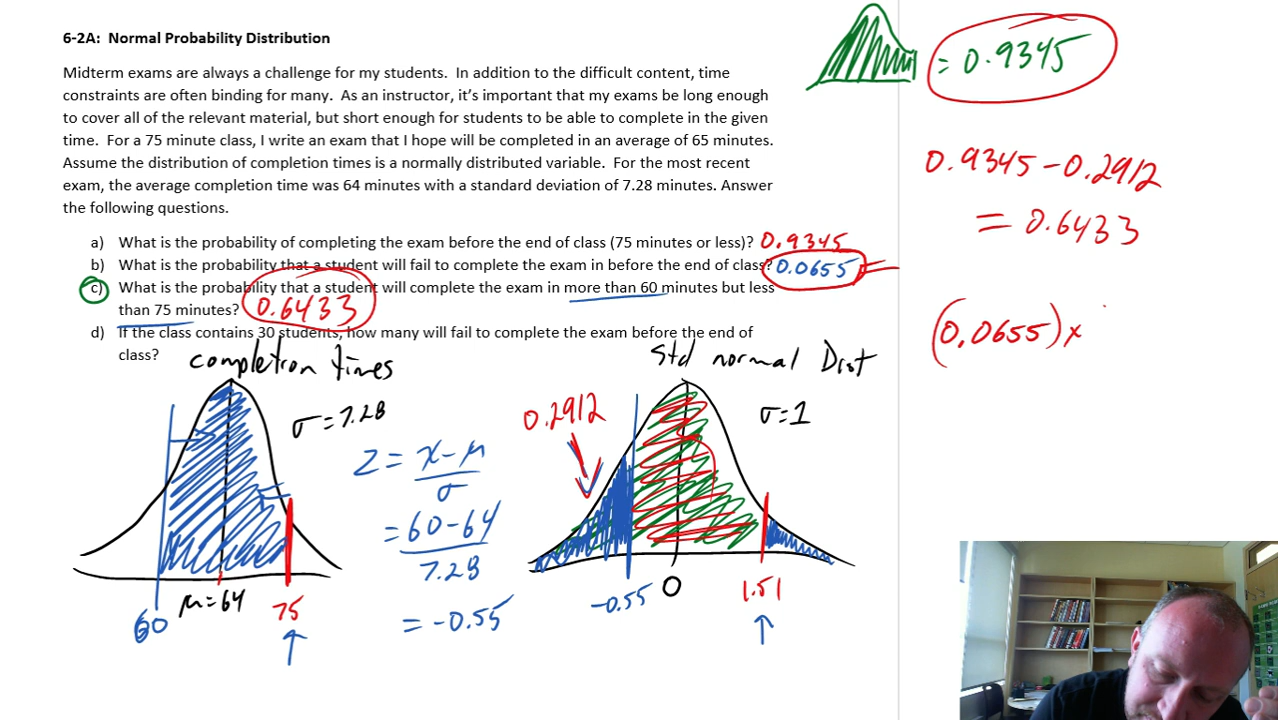 6-2A: Normal Probability Distribution
Midterm exams are always a challenge for my students. In addition to the difficult content, time
constraints are often binding for many. As an instructor, it's important that my exams be long enough
to cover all of the relevant material, but short enough for students to be able to complete in the given
time. For a 75 minute class, I write an exam that I hope will be completed in an average of 65 minutes.
Assume the distribution of completion times is a normally distributed variable. For the most recent
exam, the average completion time was 64 minutes with a standard deviation of 7.28 minutes. Answer
the following questions.
a) What is the probability of completing the exam before the end of class (75 minutes or less)? 0.9345
b) What is the probability that a student will fail to complete the exam in before the end of class? 0.0655
c) What is the probability that a student will complete the exam in more than 60 minutes but less
than 75 minutes? 0.6433
d) If the class contains 30 students, how many will fail to complete the exam before the end of
class?
completion times
σ=7.28
60
μ=64
75
Z = x-μ
σ
= 60-64
7.28
= -0.55
Std normal Dist
σ=1
0.2912
-0.55
0
1.51
= 0.9345
0.9345 - 0.2912
= 0.6433
(0.0655)x